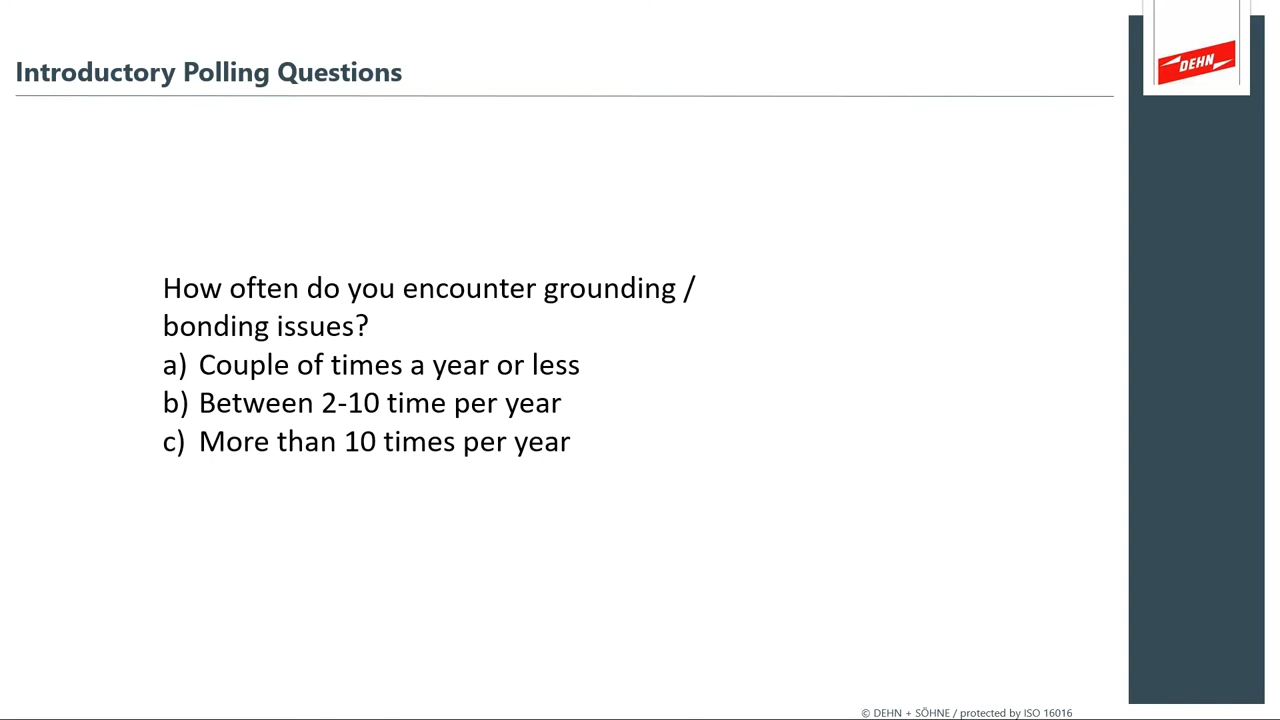 Introductory Polling Questions
DEHN
How often do you encounter grounding /
bonding issues?
a) Couple of times a year or less
b) Between 2-10 time per year
c) More than 10 times per year
© DEHN + SÖHNE / protected by ISO 16016